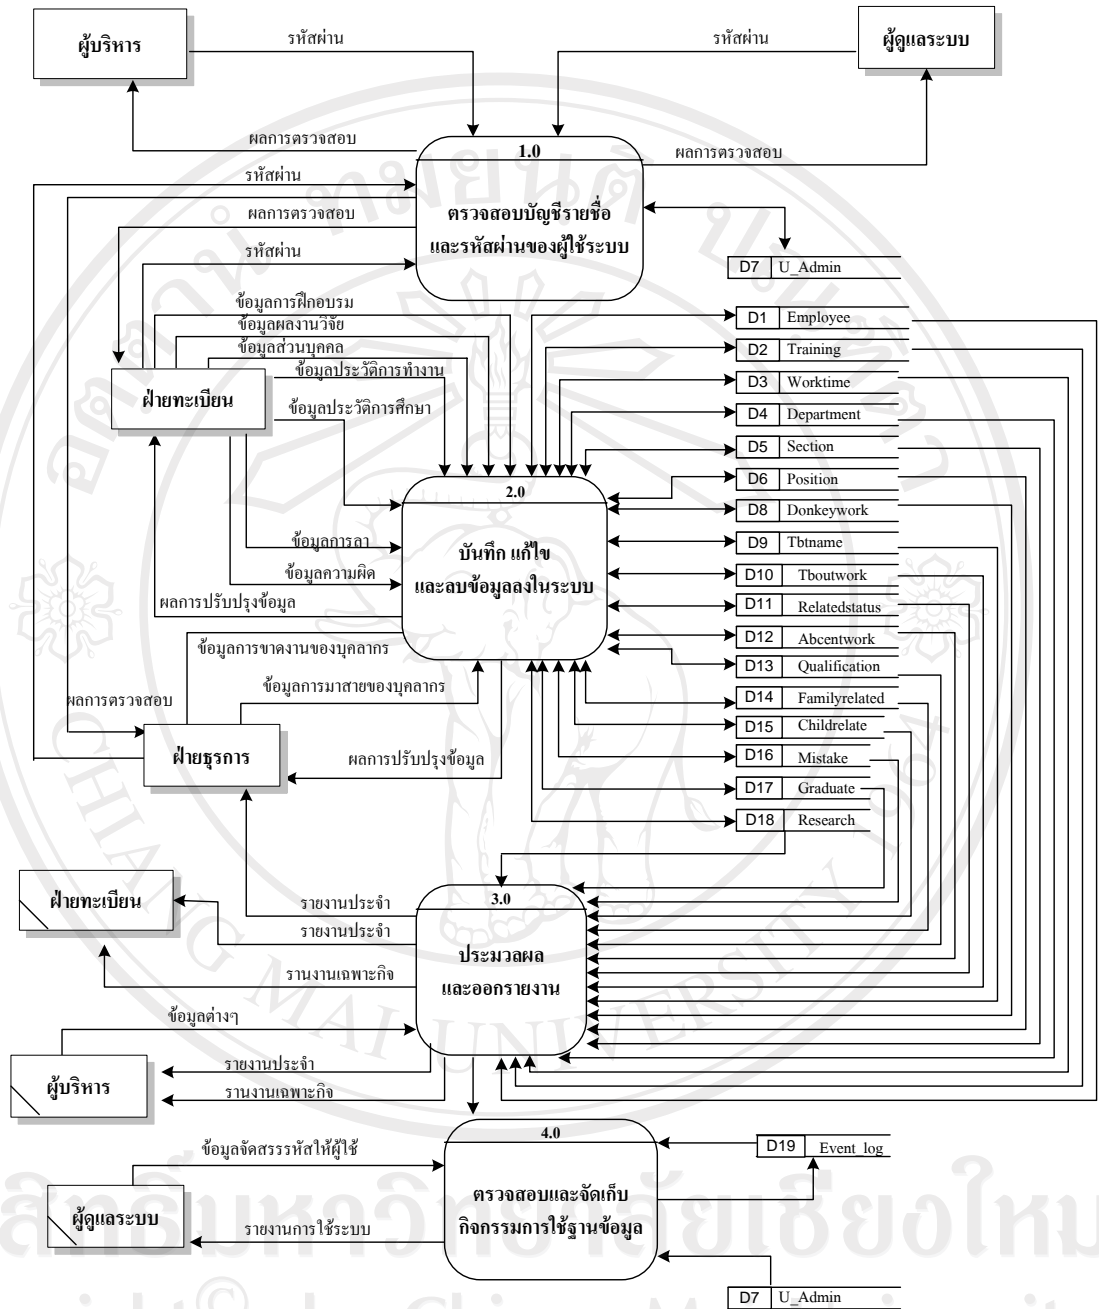 ผู้บริหาร
รหัสผ่าน
รหัสผ่าน
ผู้ดูแลระบบ
ผลการตรวจสอบ
1.0
ผลการตรวจสอบ
รหัสผ่าน
ผลการตรวจสอบ
ตรวจสอบบัญชีรายชื่อ
และรหัสผ่านของผู้ใช้ระบบ
รหัสผ่าน
D7 U_Admin
ข้อมูลการฝึกอบรม
ข้อมูลผลงานวิจัย
ข้อมูลส่วนบุคคล
ข้อมูลประวัติการทำงาน
ข้อมูลประวัติการศึกษา
ฝ่ายทะเบียน
D1 Employee
D2 Training
D3 Worktime
D4 Department
D5 Section
D6 Position
D8 Donkeywork
D9 Tbtname
D10 Tboutwork
D11 Relatedstatus
D12 Abcentwork
D13 Qualification
D14 Familyrelated
D15 Childrelate
D16 Mistake
D17 Graduate
D18 Research
2.0
บันทึก แก้ไข
และลบข้อมูลลงในระบบ
ข้อมูลการลา
ข้อมูลความผิด
ผลการปรับปรุงข้อมูล
ข้อมูลการขาดงานของบุคลากร
ข้อมูลการมาสายของบุคลากร
ผลการตรวจสอบ
ฝ่ายธุรการ
ผลการปรับปรุงข้อมูล
ฝ่ายทะเบียน
รายงานประจำ
รายงานประจำ
รานงานเฉพาะกิจ
3.0
ประมวลผล
และออกรายงาน
ข้อมูลต่างๆ
ผู้บริหาร
รายงานประจำ
รานงานเฉพาะกิจ
4.0
ตรวจสอบและจัดเก็บ
กิจกรรมการใช้ฐานข้อมูล
ข้อมูลจัดสรรรหัสให้ผู้ใช้
ผู้ดูแลระบบ
รายงานการใช้ระบบ
D19 Event_log
D7 U_Admin
CHIANG MAI UNIVERSITY 1964